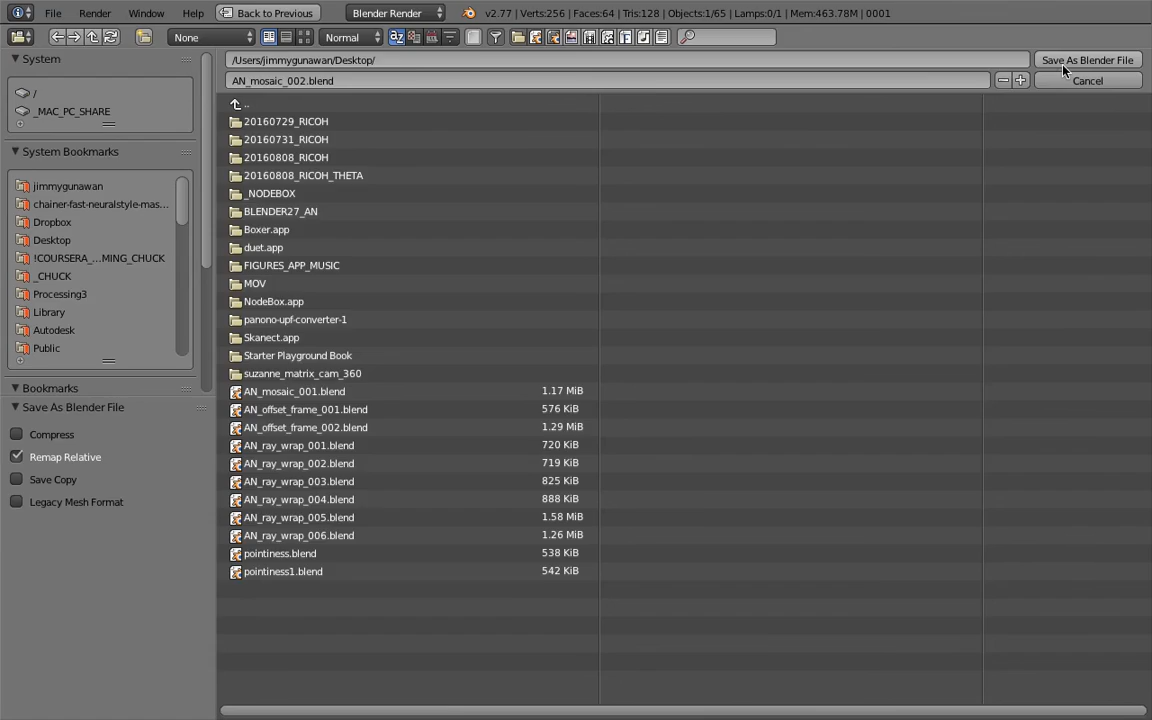 File Render Window Help Back to Previous Blender Render v2.77 | Verts:256 | Faces:64 | Tris:128 | Objects:1/65 | Lamps:0/1 | Mem:463.78M | 0001
None Normal
System
/
_MAC_PC_SHARE
System Bookmarks
jimmygunawan
chainer-fast-neuralstyle-mas...
Dropbox
Desktop
!COURSERA_...MING_CHUCK
_CHUCK
Processing3
Library
Autodesk
Public
Bookmarks
Save As Blender File
Compress
Remap Relative
Save Copy
Legacy Mesh Format
/Users/jimmygunawan/Desktop/ Save As Blender File
AN_mosaic_002.blend Cancel
..
20160729_RICOH
20160731_RICOH
20160808_RICOH
20160808_RICOH_THETA
_NODEBOX
BLENDER27_AN
Boxer.app
duet.app
FIGURES_APP_MUSIC
MOV
NodeBox.app
panono-upf-converter-1
Skanect.app
Starter Playground Book
suzanne_matrix_cam_360
AN_mosaic_001.blend 1.17 MiB
AN_offset_frame_001.blend 576 KiB
AN_offset_frame_002.blend 1.29 MiB
AN_ray_wrap_001.blend 720 KiB
AN_ray_wrap_002.blend 719 KiB
AN_ray_wrap_003.blend 825 KiB
AN_ray_wrap_004.blend 888 KiB
AN_ray_wrap_005.blend 1.58 MiB
AN_ray_wrap_006.blend 1.26 MiB
pointiness.blend 538 KiB
pointiness1.blend 542 KiB